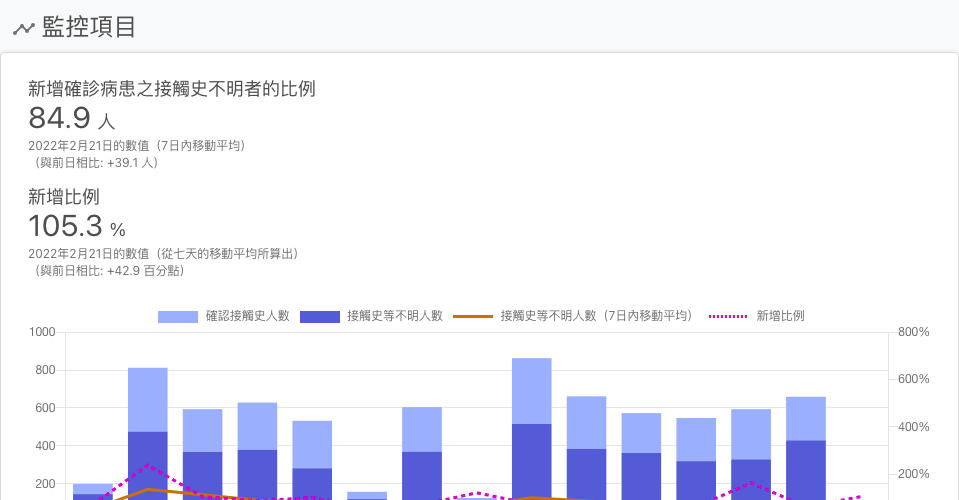 監控項目
新增確診病患之接觸史不明者的比例
84.9 人
2022年2月21日的數值（7日內移動平均）
（與前日相比: +39.1 人）
新增比例
105.3 %
2022年2月21日的數值（從七天的移動平均所算出）
（與前日相比: +42.9 百分點）
確認接觸史人數 接觸史等不明人數 接觸史等不明人數（7日內移動平均） 新增比例
1000 800%
800
600%
600
400%
400
200%
200